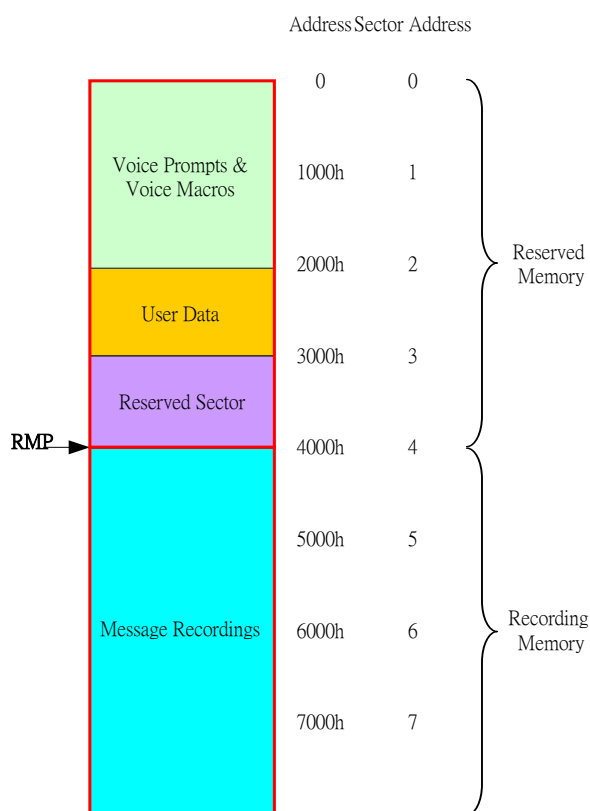 Address Sector Address
0 0
Voice Prompts &
Voice Macros
1000h 1
2000h 2
Reserved
Memory
User Data
3000h 3
Reserved Sector
RMP
4000h 4
5000h 5
Message Recordings
6000h 6
Recording
Memory
7000h 7